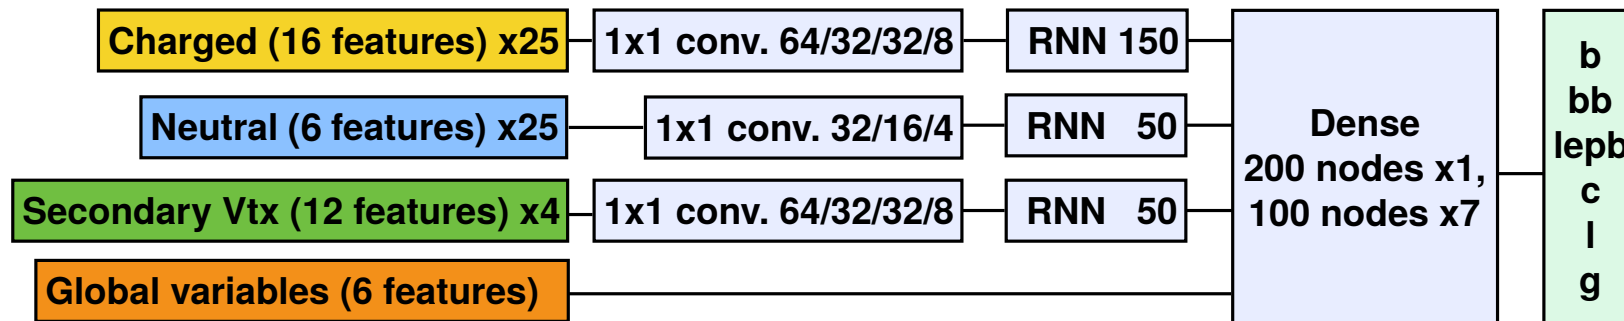 Charged (16 features) x25
1x1 conv. 64/32/32/8
RNN 150
Neutral (6 features) x25
1x1 conv. 32/16/4
RNN 50
Secondary Vtx (12 features) x4
1x1 conv. 64/32/32/8
RNN 50
Global variables (6 features)
Dense
200 nodes x1,
100 nodes x7
b
bb
lepb
c
l
g